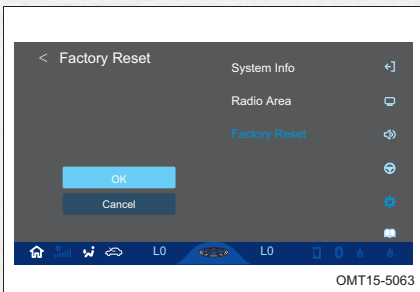 < Factory Reset
System Info
Radio Area
Factory Reset
OK
Cancel
L0 L0
OMT15-5063